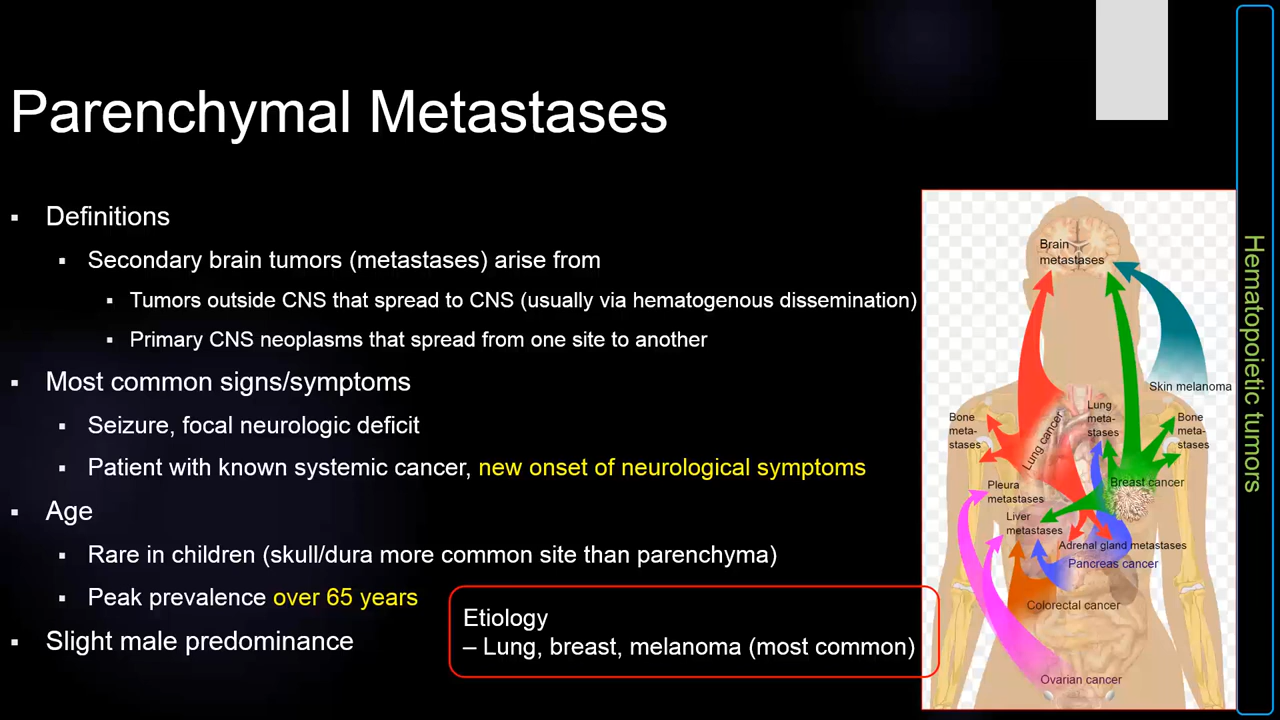 Parenchymal Metastases
▪ Definitions
▪ Secondary brain tumors (metastases) arise from
▪ Tumors outside CNS that spread to CNS (usually via hematogenous dissemination)
▪ Primary CNS neoplasms that spread from one site to another
▪ Most common signs/symptoms
▪ Seizure, focal neurologic deficit
▪ Patient with known systemic cancer, new onset of neurological symptoms
▪ Age
▪ Rare in children (skull/dura more common site than parenchyma)
▪ Peak prevalence over 65 years
▪ Slight male predominance
Etiology
– Lung, breast, melanoma (most common)
Brain
metastases
Skin melanoma
Bone
meta-
stases
Lung
meta-
stases
Bone
meta-
stases
Lung cancer
Breast cancer
Pleura
metastases
Liver
metastases
Adrenal gland metastases
Pancreas cancer
Colorectal cancer
Ovarian cancer
Hematopoietic tumors